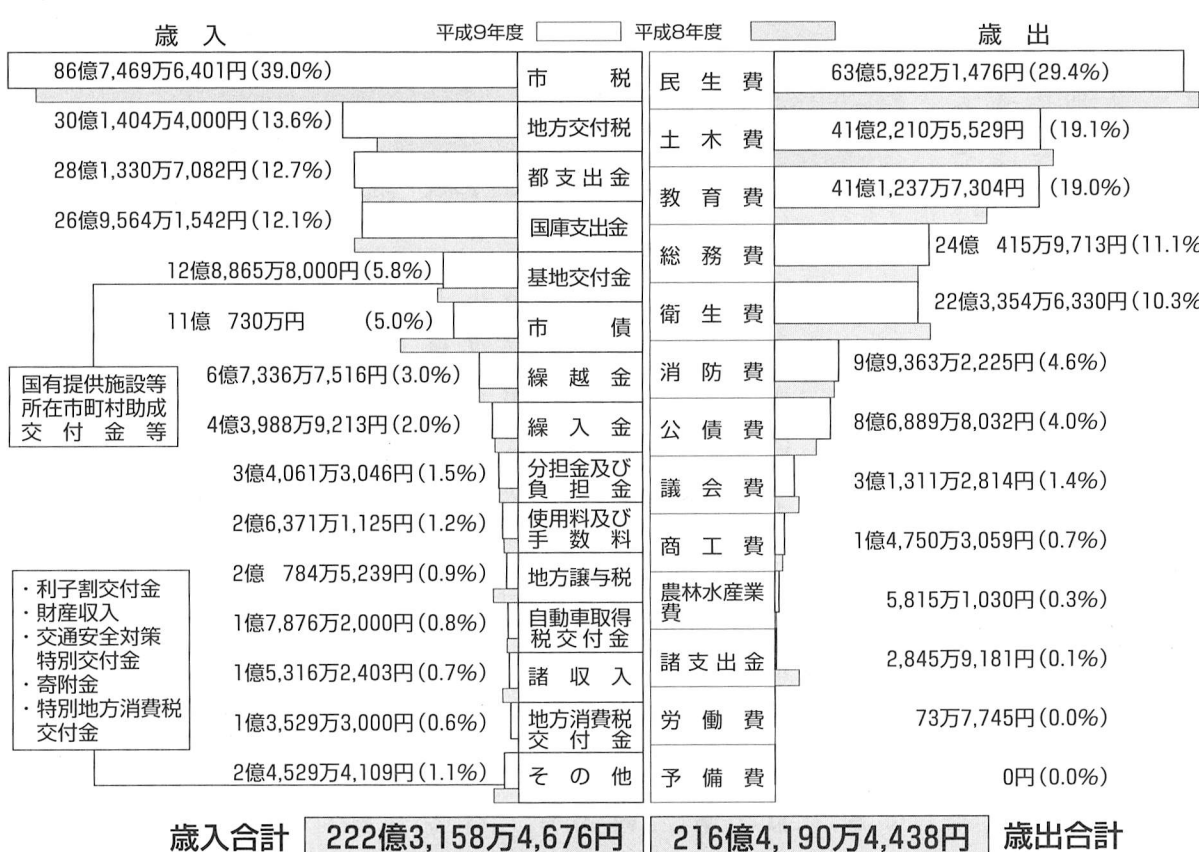 歳 入
平成9年度
平成8年度
歳 出
86億7,469万6,401円(39.0%)
市 税
30億1,404万4,000円(13.6%)
地方交付税
28億1,330万7,082円(12.7%)
都支出金
26億9,564万1,542円(12.1%)
国庫支出金
12億8,865万8,000円(5.8%)
基地交付金
11億 730万円 (5.0%)
市 債
国有提供施設等
所在市町村助成
交 付 金 等
6億7,336万7,516円(3.0%)
繰 越 金
4億3,988万9,213円(2.0%)
繰 入 金
3億4,061万3,046円(1.5%)
分担金及び
負 担 金
2億6,371万1,125円(1.2%)
使用料及び
手 数 料
2億 784万5,239円(0.9%)
地方譲与税
1億7,876万2,000円(0.8%)
自動車取得
税交付金
1億5,316万2,403円(0.7%)
諸 収 入
1億3,529万3,000円(0.6%)
地方消費税
交 付 金
2億4,529万4,109円(1.1%)
そ の 他
・利子割交付金
・財産収入
・交通安全対策
特別交付金
・寄附金
・特別地方消費税
交付金
民 生 費
63億5,922万1,476円(29.4%)
土 木 費
41億2,210万5,529円 (19.1%)
教 育 費
41億1,237万7,304円 (19.0%)
総 務 費
24億 415万9,713円(11.1%
衛 生 費
22億3,354万6,330円(10.3%
消 防 費
9億9,363万2,225円(4.6%)
公 債 費
8億6,889万8,032円(4.0%)
議 会 費
3億1,311万2,814円(1.4%)
商 工 費
1億4,750万3,059円(0.7%)
農林水産業
費
5,815万1,030円(0.3%)
諸支出金
2,845万9,181円(0.1%)
労 働 費
73万7,745円(0.0%)
予 備 費
0円(0.0%)
歳入合計 222億3,158万4,676円
216億4,190万4,438円 歳出合計